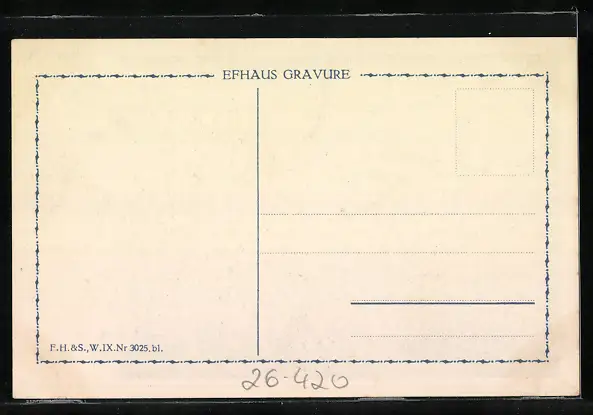 EFHAUS GRAVURE
F.H.&S.,W.IX.Nr 3025.bl.
26-420